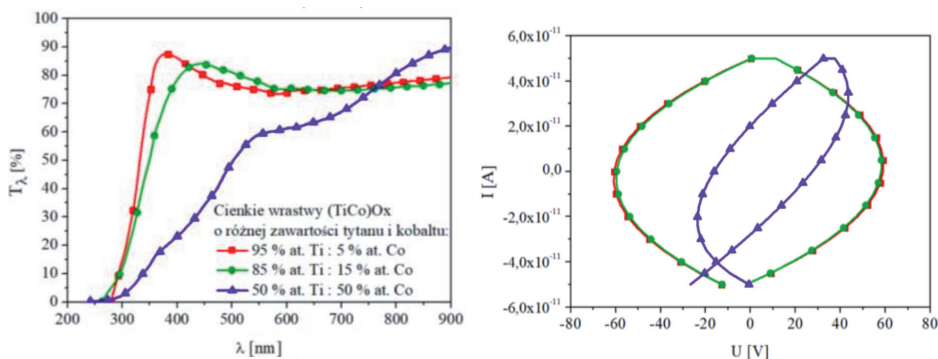 100
90
80
70
60
50
40
30
20
10
0
200 300 400 500 600 700 800 900
T λ [%]
λ [nm]
Cienkie wrastwy (TiCo)Ox
o różnej zawartości tytanu i kobaltu:
95 % at. Ti : 5 % at. Co
85 % at. Ti : 15 % at. Co
50 % at. Ti : 50 % at. Co
6,0x10⁻¹¹
4,0x10⁻¹¹
2,0x10⁻¹¹
0,0
-2,0x10⁻¹¹
-4,0x10⁻¹¹
-6,0x10⁻¹¹
-80 -60 -40 -20 0 20 40 60 80
I [A]
U [V]